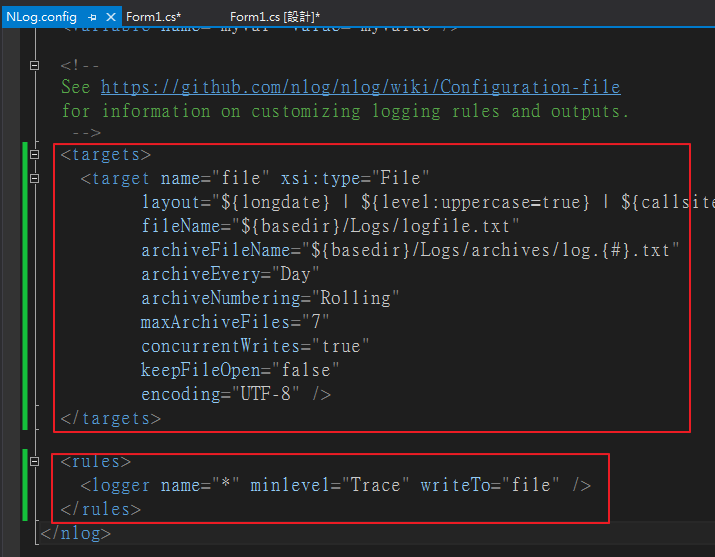 NLog.config
Form1.cs*
Form1.cs [設計]*
<variable name="myvar" value="myvalue"/>
<!--
See https://github.com/nlog/nlog/wiki/Configuration-file
for information on customizing logging rules and outputs.
-->
<targets>
<target name="file" xsi:type="File"
layout="${longdate} | ${level:uppercase=true} | ${callsite
fileName="${basedir}/Logs/logfile.txt"
archiveFileName="${basedir}/Logs/archives/log.{#}.txt"
archiveEvery="Day"
archiveNumbering="Rolling"
maxArchiveFiles="7"
concurrentWrites="true"
keepFileOpen="false"
encoding="UTF-8" />
</targets>
<rules>
<logger name="*" minlevel="Trace" writeTo="file" />
</rules>
</nlog>